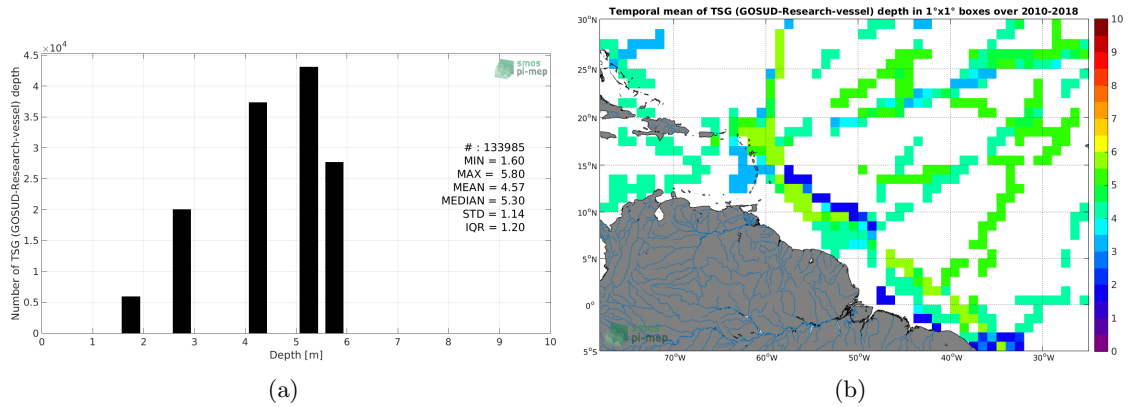 ×10⁴
4.5
4
3.5
3
2.5
2
1.5
1
0.5
0
Number of TSG (GOSUD-Research-vessel) depth
0 1 2 3 4 5 6 7 8 9 10
Depth [m]
smos
pi-mep
# : 133985
MIN = 1.60
MAX = 5.80
MEAN = 4.57
MEDIAN = 5.30
STD = 1.14
IQR = 1.20
(a)
Temporal mean of TSG (GOSUD-Research-vessel) depth in 1°x1° boxes over 2010-2018
30°N
25°N
20°N
15°N
10°N
5°N
0°
5°S
70°W 60°W 50°W 40°W 30°W
smos
pi-mep
10
9
8
7
6
5
4
3
2
1
0
(b)